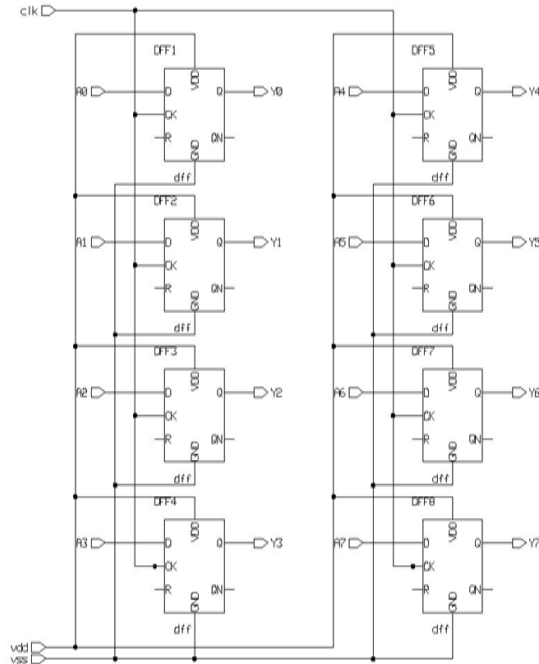 clk
DFF1 DFF5
VDD VDD
A0 D Q Y0 A4 D Q Y4
CK CK
R QN R QN
GND GND
dff dff
DFF2 DFF6
VDD VDD
A1 D Q Y1 A5 D Q Y5
CK CK
R QN R QN
GND GND
dff dff
DFF3 DFF7
VDD VDD
A2 D Q Y2 A6 D Q Y6
CK CK
R QN R QN
GND GND
dff dff
DFF4 DFF8
VDD VDD
A3 D Q Y3 A7 D Q Y7
CK CK
R QN R QN
GND GND
dff dff
vdd
vss